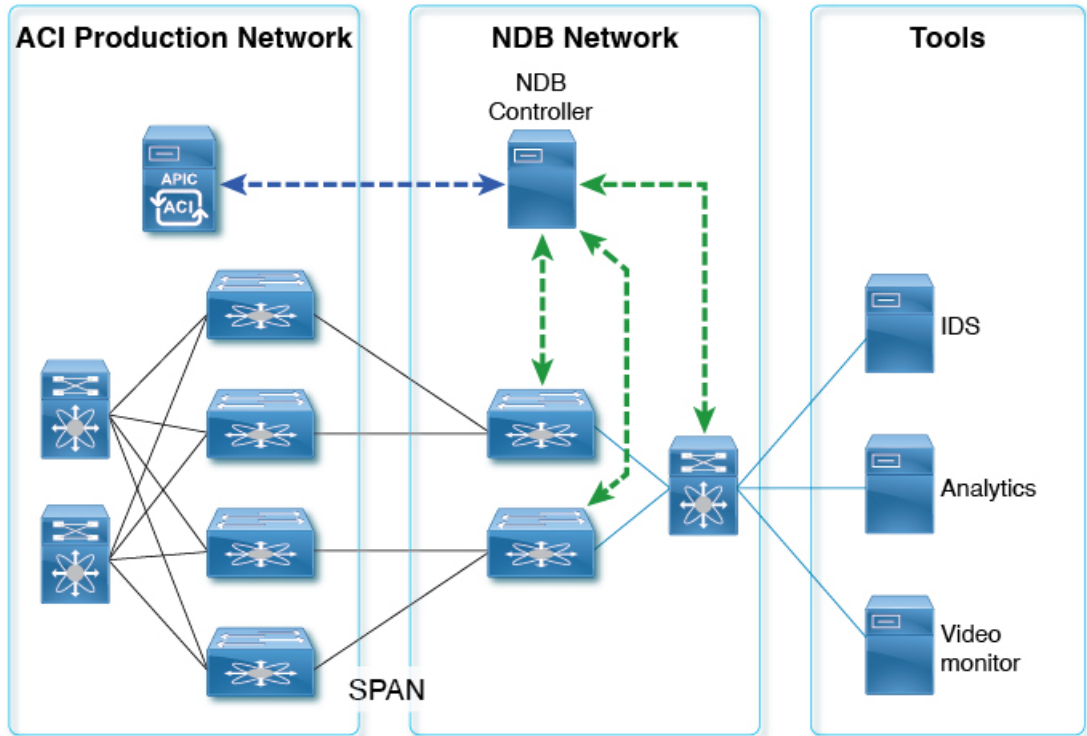 ACI Production Network
NDB Network
Tools
NDB
Controller
APIC
ACI
IDS
Analytics
Video
monitor
SPAN